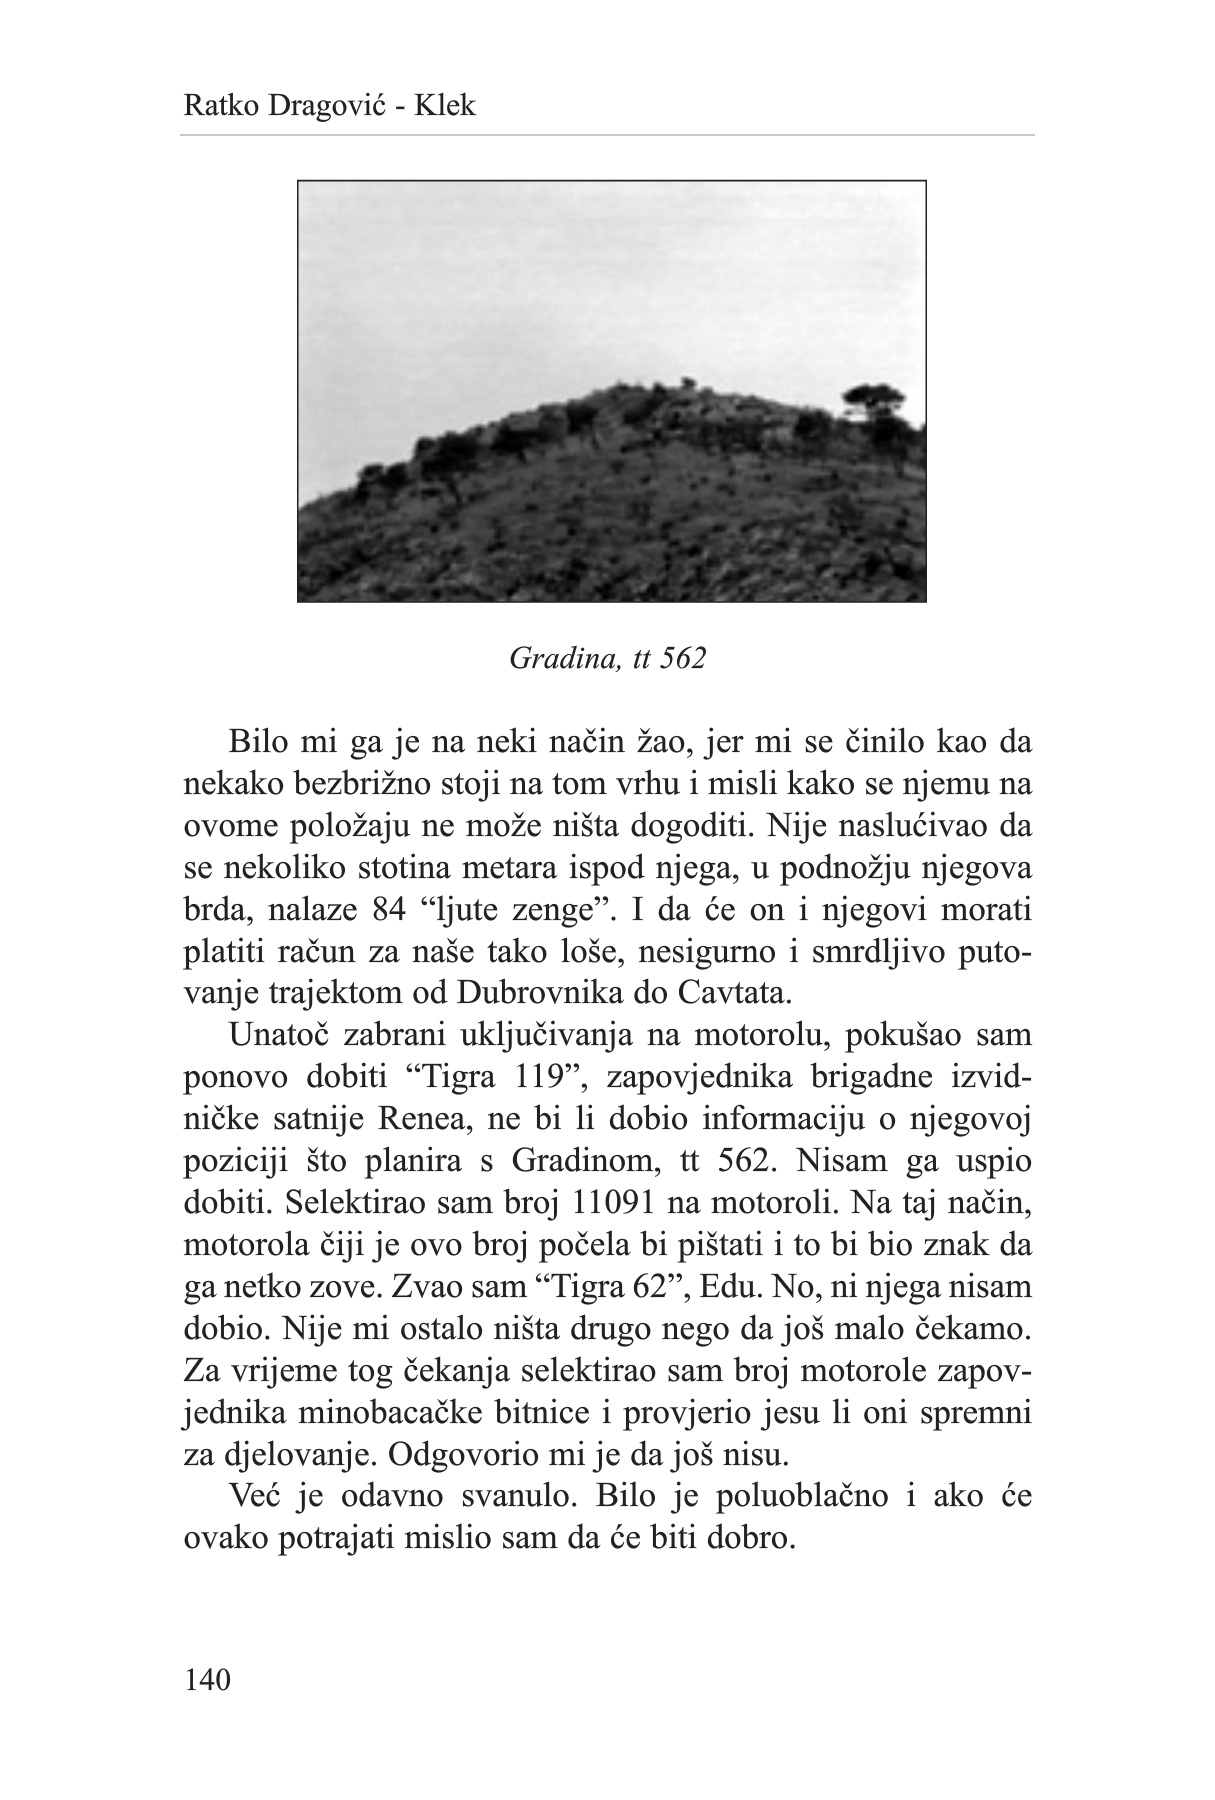 Ratko Dragović - Klek
Gradina, tt 562
Bilo mi ga je na neki način žao, jer mi se činilo kao da
nekako bezbrižno stoji na tom vrhu i misli kako se njemu na
ovome položaju ne može ništa dogoditi. Nije naslućivao da
se nekoliko stotina metara ispod njega, u podnožju njegova
brda, nalaze 84 “ljute zenge”. I da će on i njegovi morati
platiti račun za naše tako loše, nesigurno i smrdljivo puto-
vanje trajektom od Dubrovnika do Cavtata.
Unatoč zabrani uključivanja na motorolu, pokušao sam
ponovo dobiti “Tigra 119”, zapovjednika brigadne izvid-
ničke satnije Renea, ne bi li dobio informaciju o njegovoj
poziciji što planira s Gradinom, tt 562. Nisam ga uspio
dobiti. Selektirao sam broj 11091 na motoroli. Na taj način,
motorola čiji je ovo broj počela bi pištati i to bi bio znak da
ga netko zove. Zvao sam “Tigra 62”, Edu. No, ni njega nisam
dobio. Nije mi ostalo ništa drugo nego da još malo čekamo.
Za vrijeme tog čekanja selektirao sam broj motorole zapov-
jednika minobacačke bitnice i provjerio jesu li oni spremni
za djelovanje. Odgovorio mi je da još nisu.
Već je odavno svanulo. Bilo je poluoblačno i ako će
ovako potrajati mislio sam da će biti dobro.
140